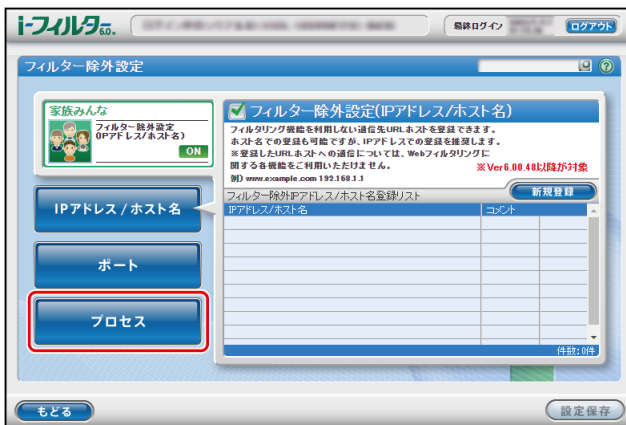 i-フィルター6.0.
最終ログイン
ログアウト
フィルター除外設定
家族みんな
フィルター除外設定
(IPアドレス/ホスト名)
ON
IPアドレス / ホスト名
ポート
プロセス
フィルター除外設定(IPアドレス/ホスト名)
フィルタリング機能を利用しない通信先URLホストを登録できます。
ホスト名での登録も可能ですが、IPアドレスでの登録を推奨します。
※登録したURLホストへの通信については、Webフィルタリングに
関する各機能をご利用いただけません。
※Ver6.00.48以降が対象
例) www.example.com 192.168.1.1
フィルター除外IPアドレス/ホスト名登録リスト
新規登録
IPアドレス/ホスト名 コメント
件数:0件
もどる
設定保存